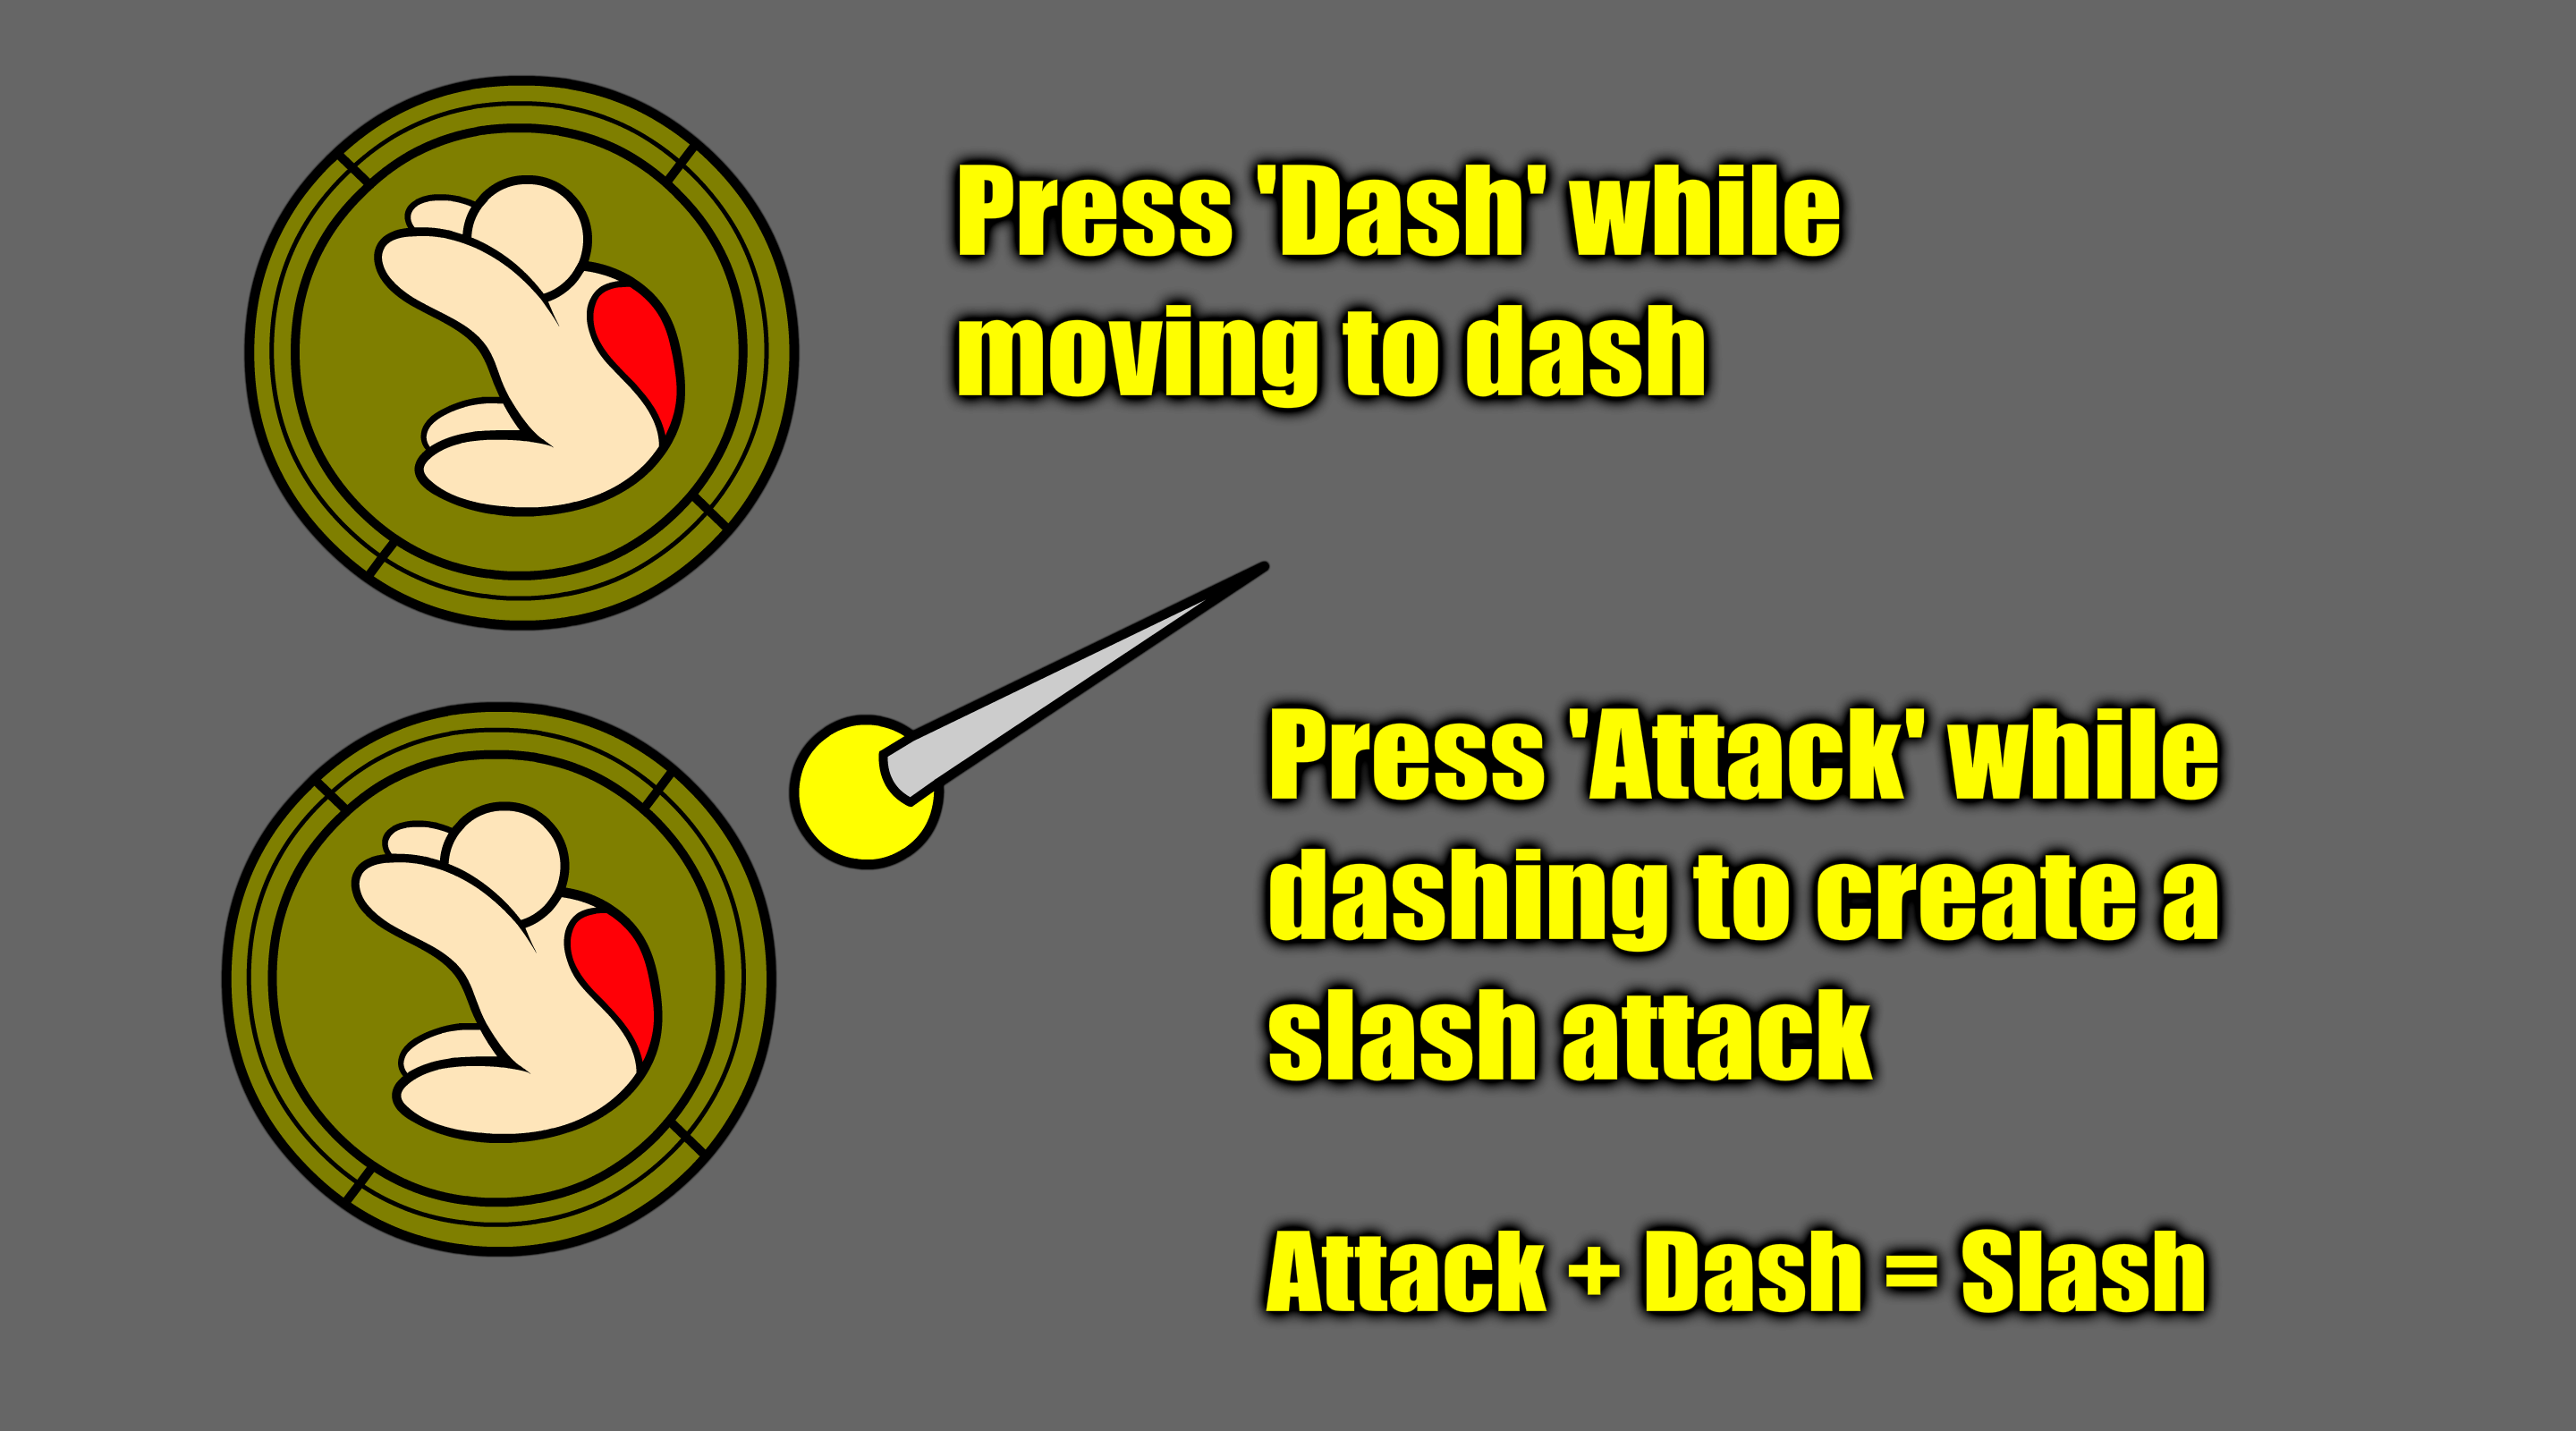 Press 'Dash' while
moving to dash
Press 'Attack' while
dashing to create a
slash attack
Attack + Dash = Slash